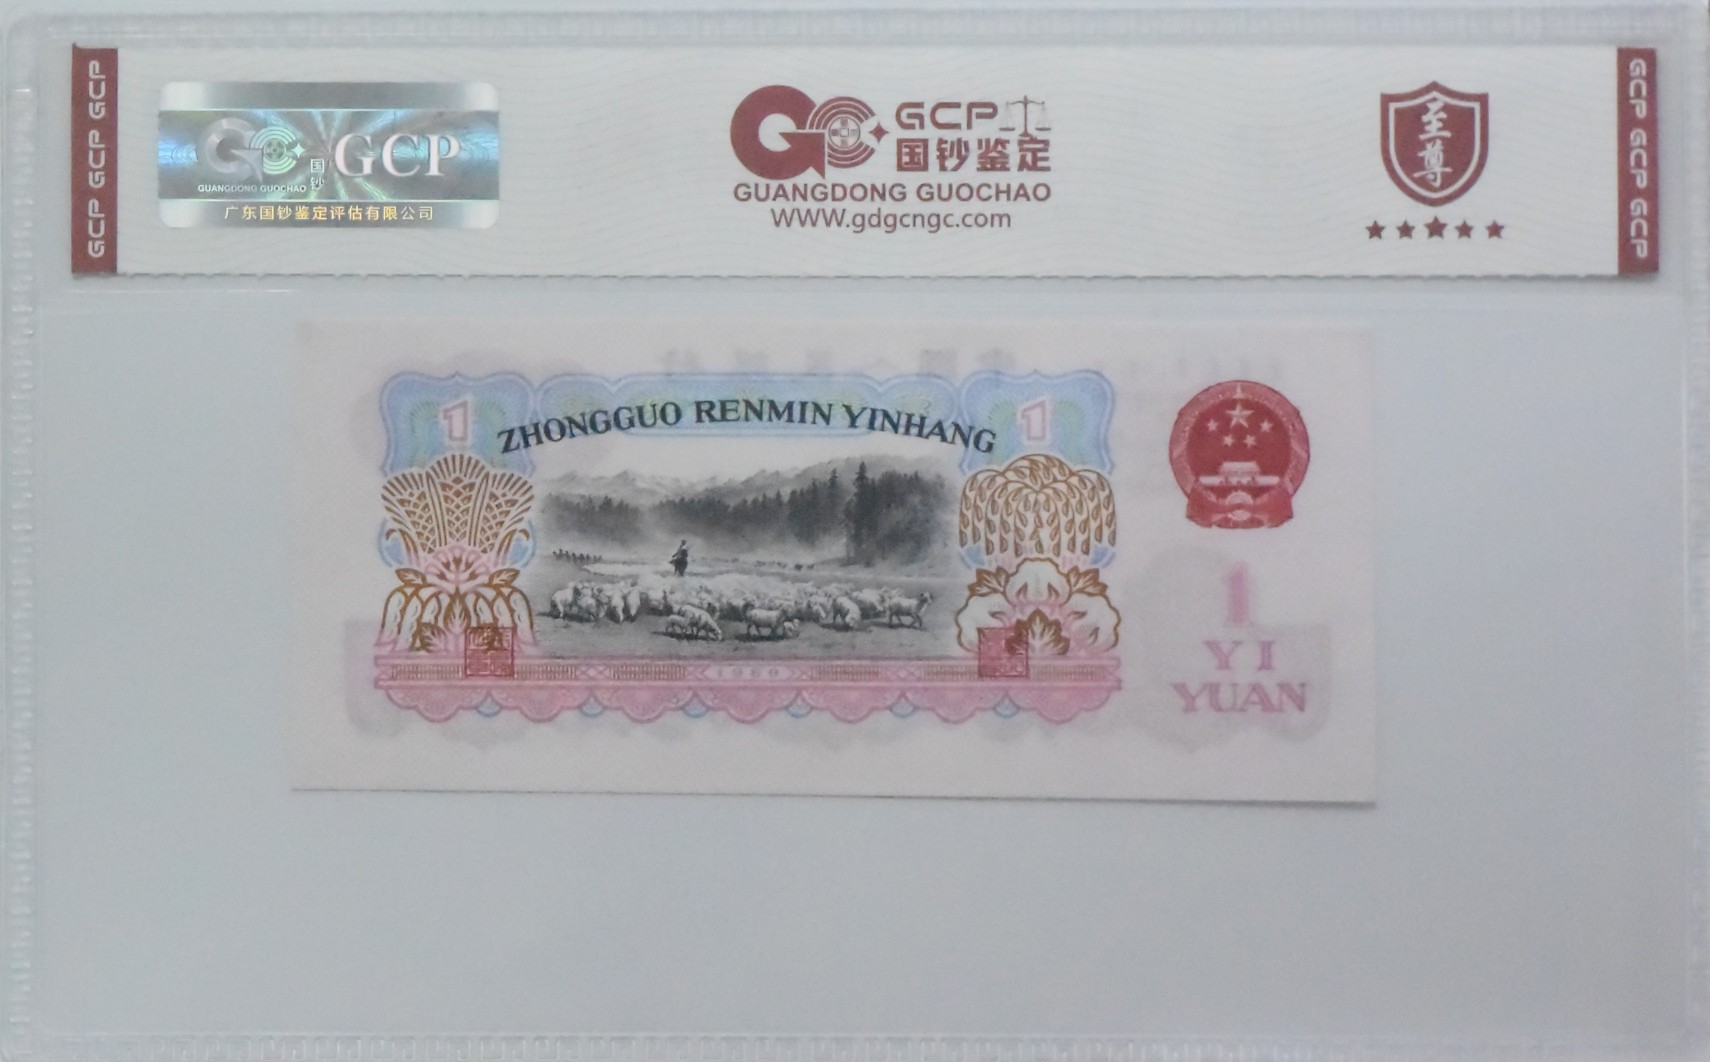 GCP GCP GCP
GCP
国钞
GUANGDONG GUOCHAO
广东国钞鉴定评估有限公司
GCP
国钞鉴定
GUANGDONG GUOCHAO
WWW.gdgcngc.com
至尊
GCP GCP GCP
1
ZHONGGUO RENMIN YINHANG
1
1
YI
YUAN
1960